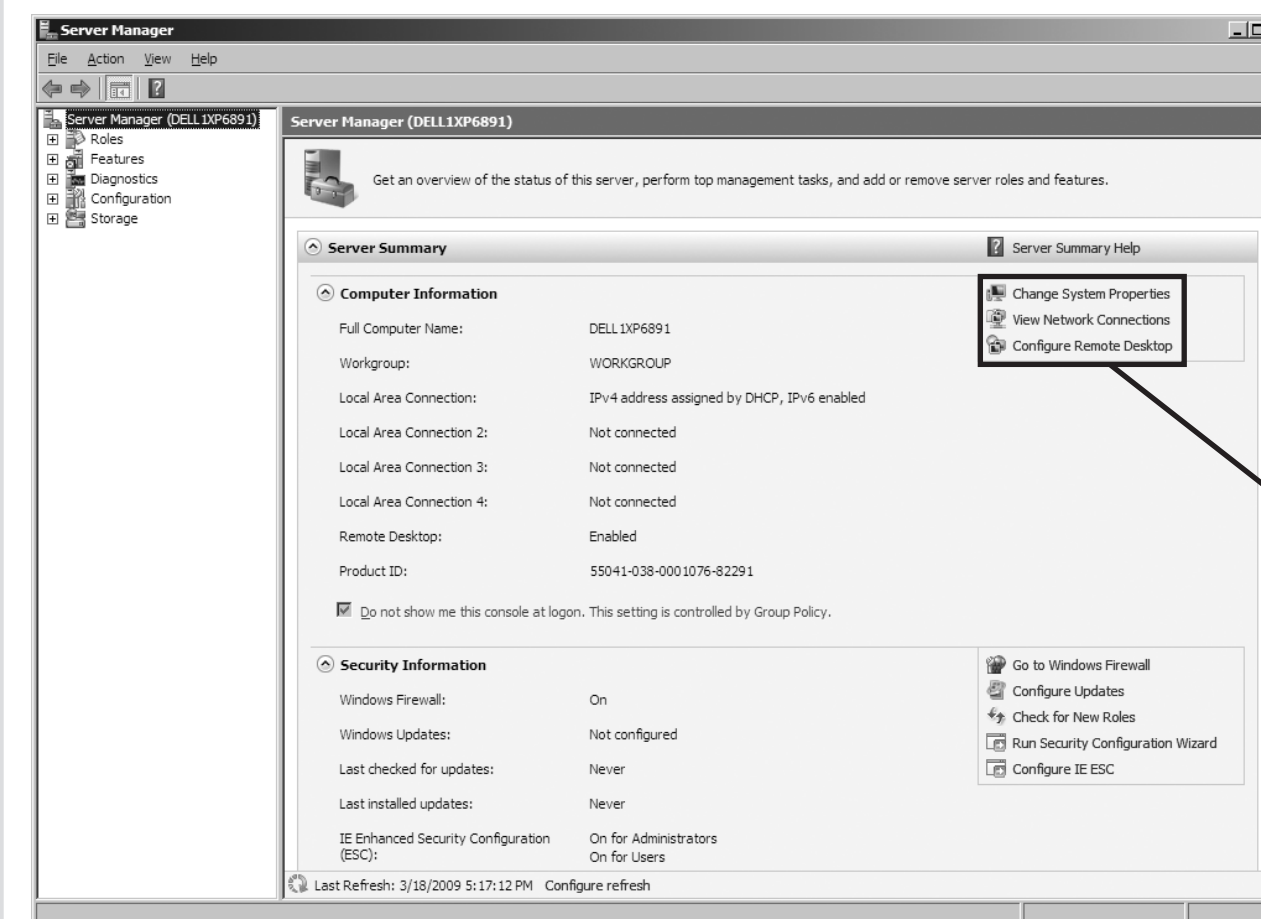 Server Manager
File Action View Help
Server Manager (DELL1XP6891)
Roles
Features
Diagnostics
Configuration
Storage
Server Manager (DELL1XP6891)
Get an overview of the status of this server, perform top management tasks, and add or remove server roles and features.
Server Summary
Server Summary Help
Computer Information
Full Computer Name: DELL1XP6891
Workgroup: WORKGROUP
Local Area Connection: IPv4 address assigned by DHCP, IPv6 enabled
Local Area Connection 2: Not connected
Local Area Connection 3: Not connected
Local Area Connection 4: Not connected
Remote Desktop: Enabled
Product ID: 55041-038-0001076-82291
Do not show me this console at logon. This setting is controlled by Group Policy.
Change System Properties
View Network Connections
Configure Remote Desktop
Security Information
Windows Firewall: On
Windows Updates: Not configured
Last checked for updates: Never
Last installed updates: Never
IE Enhanced Security Configuration On for Administrators
(ESC): On for Users
Go to Windows Firewall
Configure Updates
Check for New Roles
Run Security Configuration Wizard
Configure IE ESC
Last Refresh: 3/18/2009 5:17:12 PM Configure refresh